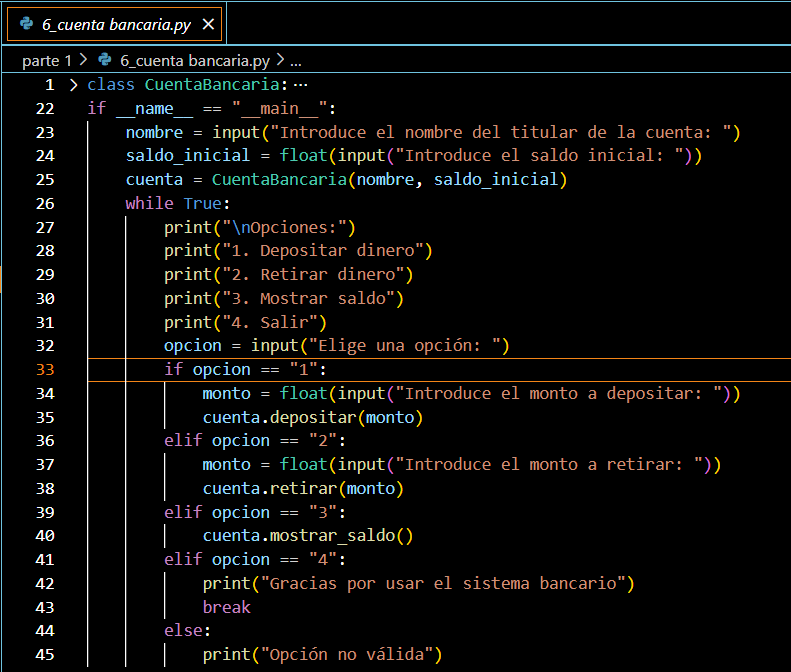 6_cuenta bancaria.py ✕
parte 1 > 6_cuenta bancaria.py > ...
1 > class CuentaBancaria:⋯
22 if __name__ == "__main__":
23     nombre = input("Introduce el nombre del titular de la cuenta: ")
24     saldo_inicial = float(input("Introduce el saldo inicial: "))
25     cuenta = CuentaBancaria(nombre, saldo_inicial)
26     while True:
27         print("\nOpciones:")
28         print("1. Depositar dinero")
29         print("2. Retirar dinero")
30         print("3. Mostrar saldo")
31         print("4. Salir")
32         opcion = input("Elige una opción: ")
33         if opcion == "1":
34             monto = float(input("Introduce el monto a depositar: "))
35             cuenta.depositar(monto)
36         elif opcion == "2":
37             monto = float(input("Introduce el monto a retirar: "))
38             cuenta.retirar(monto)
39         elif opcion == "3":
40             cuenta.mostrar_saldo()
41         elif opcion == "4":
42             print("Gracias por usar el sistema bancario")
43             break
44         else:
45             print("Opción no válida")